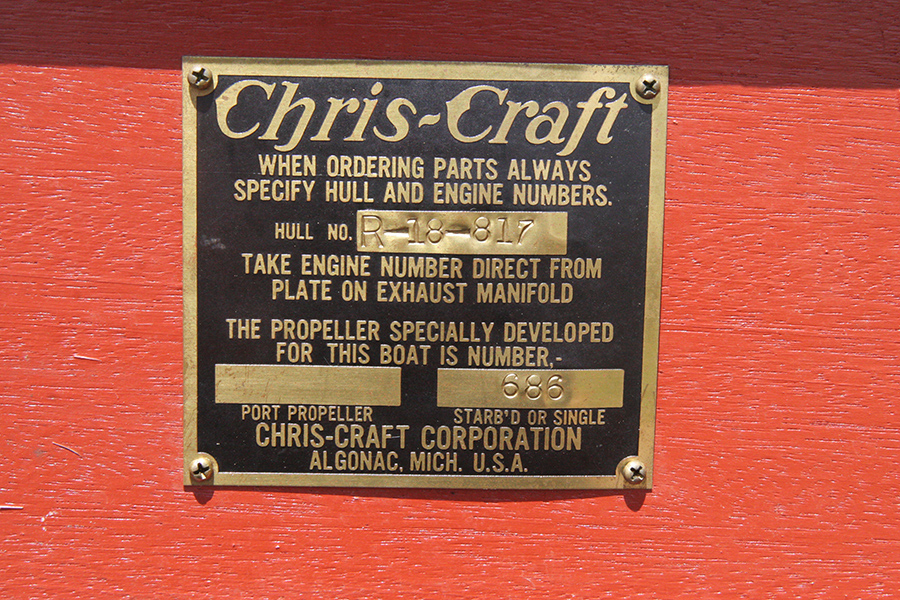 Chris-Craft
WHEN ORDERING PARTS ALWAYS
SPECIFY HULL AND ENGINE NUMBERS.
HULL NO. R-18-817
TAKE ENGINE NUMBER DIRECT FROM
PLATE ON EXHAUST MANIFOLD
THE PROPELLER SPECIALLY DEVELOPED
FOR THIS BOAT IS NUMBER,-
686
PORT PROPELLER STARB'D OR SINGLE
CHRIS-CRAFT CORPORATION
ALGONAC, MICH. U.S.A.